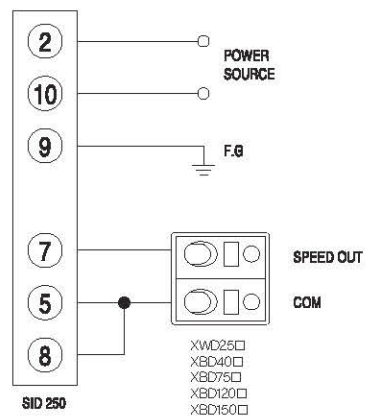 2
POWER
SOURCE
10
9
F.G
7
SPEED OUT
5
COM
8
SID 250
XWD25□
XBD40□
XBD75□
XBD120□
XBD150□